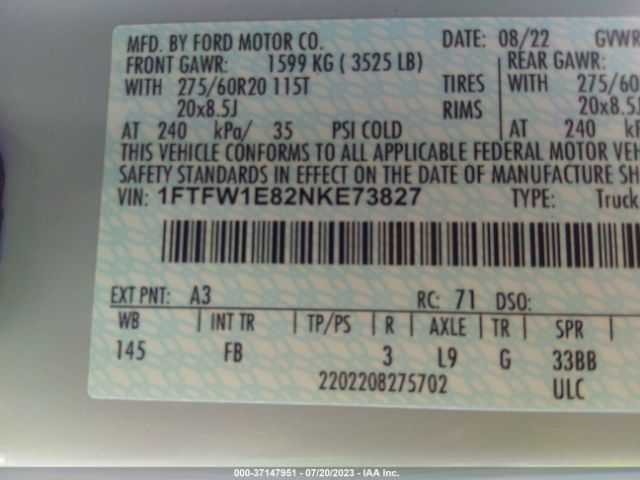 MFD. BY FORD MOTOR CO. DATE: 08/22 GVWR
FRONT GAWR: 1599 KG ( 3525 LB) REAR GAWR:
WITH 275/60R20 115T TIRES WITH 275/60
20x8.5J RIMS 20x8.5J
AT 240 kPa/ 35 PSI COLD AT 240
THIS VEHICLE CONFORMS TO ALL APPLICABLE FEDERAL MOTOR VEH
SAFETY STANDARDS IN EFFECT ON THE DATE OF MANUFACTURE SH
VIN: 1FTFW1E82NKE73827 TYPE: Truck
EXT PNT: A3 RC: 71 DSO:
WB | INT TR | TP/PS | R | AXLE | TR | SPR
145 FB 3 L9 G 33BB
2202208275702 ULC
000-37147951 - 07/20/2023 - IAA Inc.